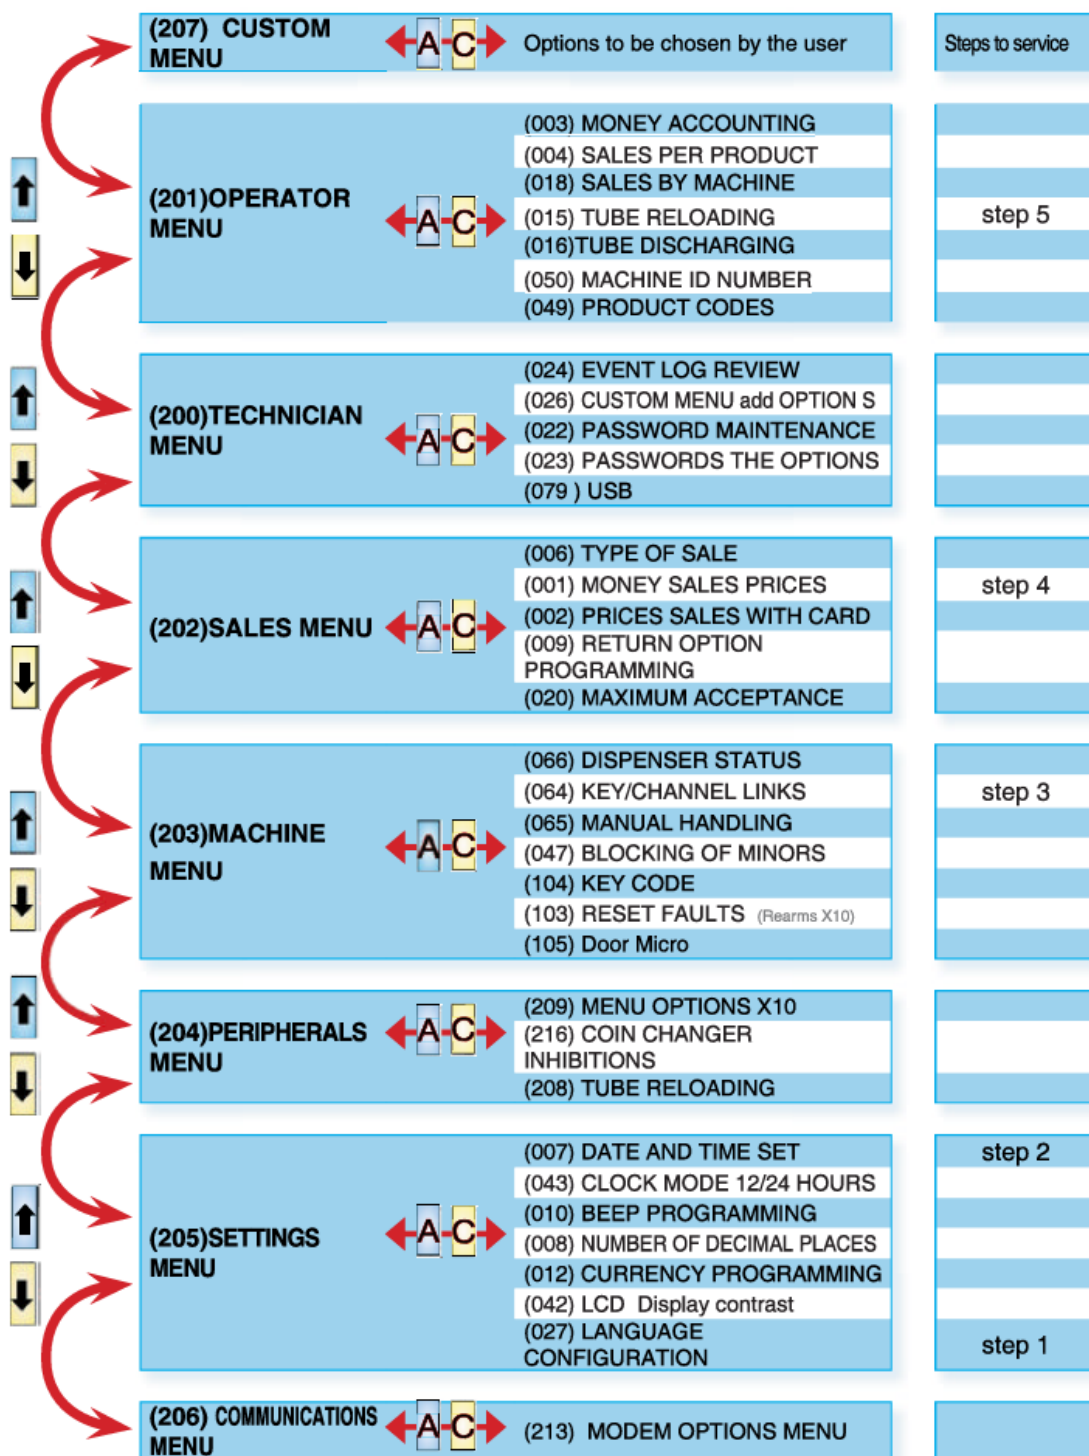 (207) CUSTOM
MENU
A C
Options to be chosen by the user
Steps to service
(201)OPERATOR
MENU
A C
(003) MONEY ACCOUNTING
(004) SALES PER PRODUCT
(018) SALES BY MACHINE
(015) TUBE RELOADING
step 5
(016)TUBE DISCHARGING
(050) MACHINE ID NUMBER
(049) PRODUCT CODES
(200)TECHNICIAN
MENU
A C
(024) EVENT LOG REVIEW
(026) CUSTOM MENU add OPTION S
(022) PASSWORD MAINTENANCE
(023) PASSWORDS THE OPTIONS
(079 ) USB
(202)SALES MENU
A C
(006) TYPE OF SALE
(001) MONEY SALES PRICES
step 4
(002) PRICES SALES WITH CARD
(009) RETURN OPTION
PROGRAMMING
(020) MAXIMUM ACCEPTANCE
(203)MACHINE
MENU
A C
(066) DISPENSER STATUS
(064) KEY/CHANNEL LINKS
step 3
(065) MANUAL HANDLING
(047) BLOCKING OF MINORS
(104) KEY CODE
(103) RESET FAULTS (Rearms X10)
(105) Door Micro
(204)PERIPHERALS
MENU
A C
(209) MENU OPTIONS X10
(216) COIN CHANGER
INHIBITIONS
(208) TUBE RELOADING
(205)SETTINGS
MENU
A C
(007) DATE AND TIME SET
step 2
(043) CLOCK MODE 12/24 HOURS
(010) BEEP PROGRAMMING
(008) NUMBER OF DECIMAL PLACES
(012) CURRENCY PROGRAMMING
(042) LCD Display contrast
(027) LANGUAGE
CONFIGURATION
step 1
(206) COMMUNICATIONS
MENU
A C
(213) MODEM OPTIONS MENU